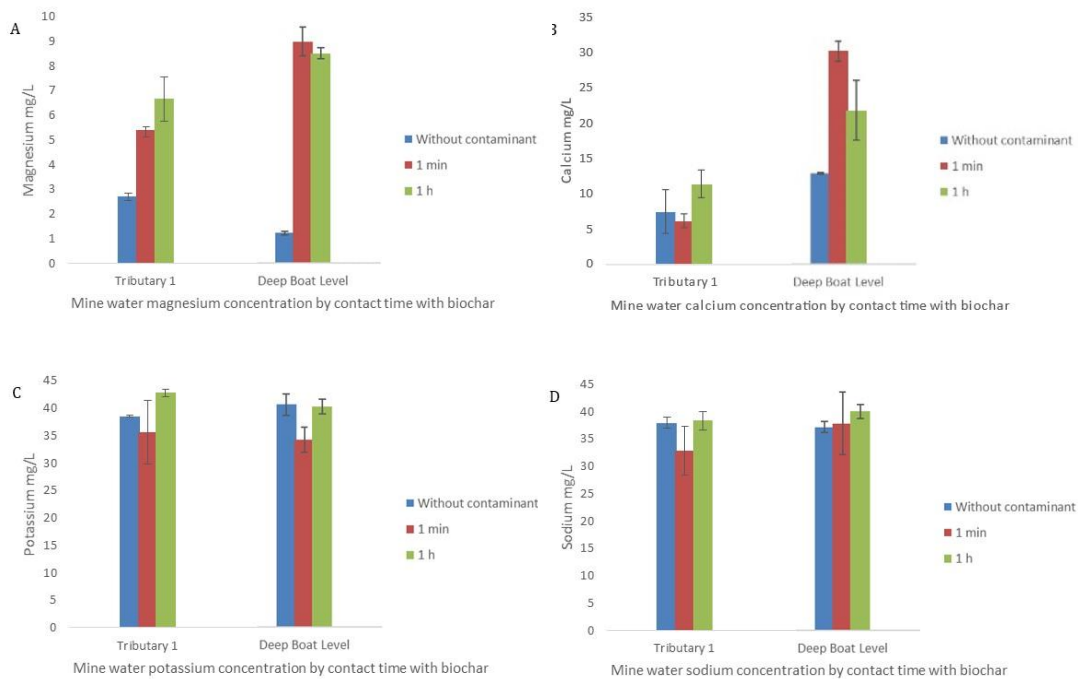 A
Magnesium mg/L
10
9
8
7
6
5
4
3
2
1
0
Tributary 1
Deep Boat Level
Mine water magnesium concentration by contact time with biochar
Without contaminant
1 min
1 h
B
Calcium mg/L
35
30
25
20
15
10
5
0
Tributary 1
Deep Boat Level
Mine water calcium concentration by contact time with biochar
Without contaminant
1 min
1 h
C
Potassium mg/L
45
40
35
30
25
20
15
10
5
0
Tributary 1
Deep Boat Level
Mine water potassium concentration by contact time with biochar
Without contaminant
1 min
1 h
D
Sodium mg/L
45
40
35
30
25
20
15
10
5
0
Tributary 1
Deep Boat Level
Mine water sodium concentration by contact time with biochar
Without contaminant
1 min
1 h